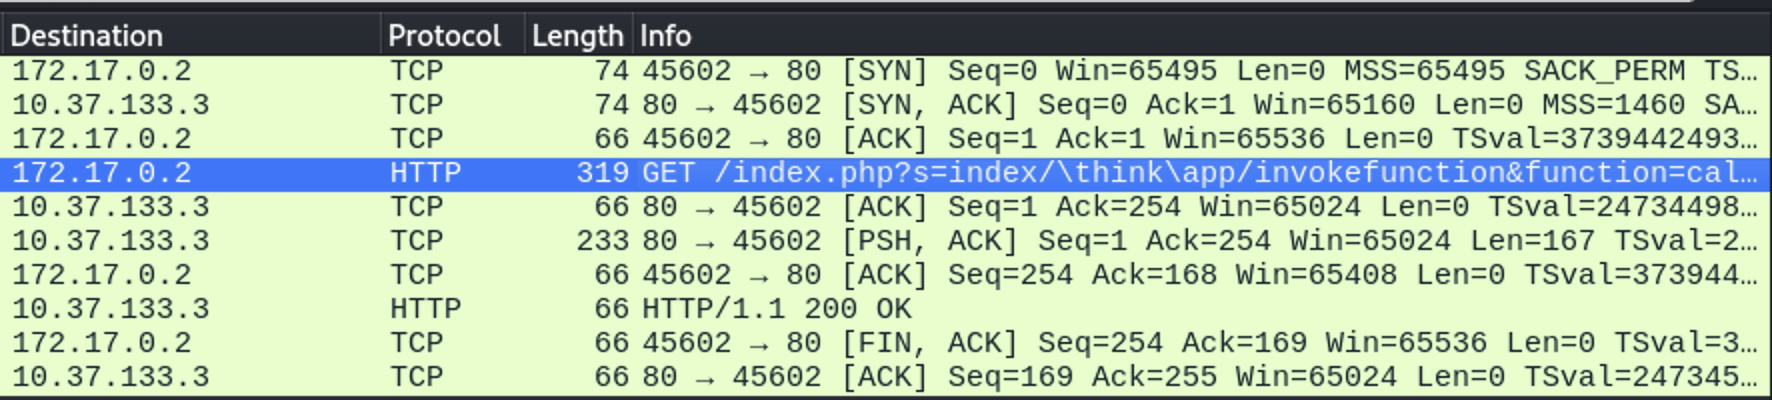 Destination Protocol Length Info
172.17.0.2 TCP 74 45602 → 80 [SYN] Seq=0 Win=65495 Len=0 MSS=65495 SACK_PERM TS…
10.37.133.3 TCP 74 80 → 45602 [SYN, ACK] Seq=0 Ack=1 Win=65160 Len=0 MSS=1460 SA…
172.17.0.2 TCP 66 45602 → 80 [ACK] Seq=1 Ack=1 Win=65536 Len=0 TSval=3739442493…
172.17.0.2 HTTP 319 GET /index.php?s=index/\think\app/invokefunction&function=cal…
10.37.133.3 TCP 66 80 → 45602 [ACK] Seq=1 Ack=254 Win=65024 Len=0 TSval=24734498…
10.37.133.3 TCP 233 80 → 45602 [PSH, ACK] Seq=1 Ack=254 Win=65024 Len=167 TSval=2…
172.17.0.2 TCP 66 45602 → 80 [ACK] Seq=254 Ack=168 Win=65408 Len=0 TSval=373944…
10.37.133.3 HTTP 66 HTTP/1.1 200 OK
172.17.0.2 TCP 66 45602 → 80 [FIN, ACK] Seq=254 Ack=169 Win=65536 Len=0 TSval=3…
10.37.133.3 TCP 66 80 → 45602 [ACK] Seq=169 Ack=255 Win=65024 Len=0 TSval=247345…